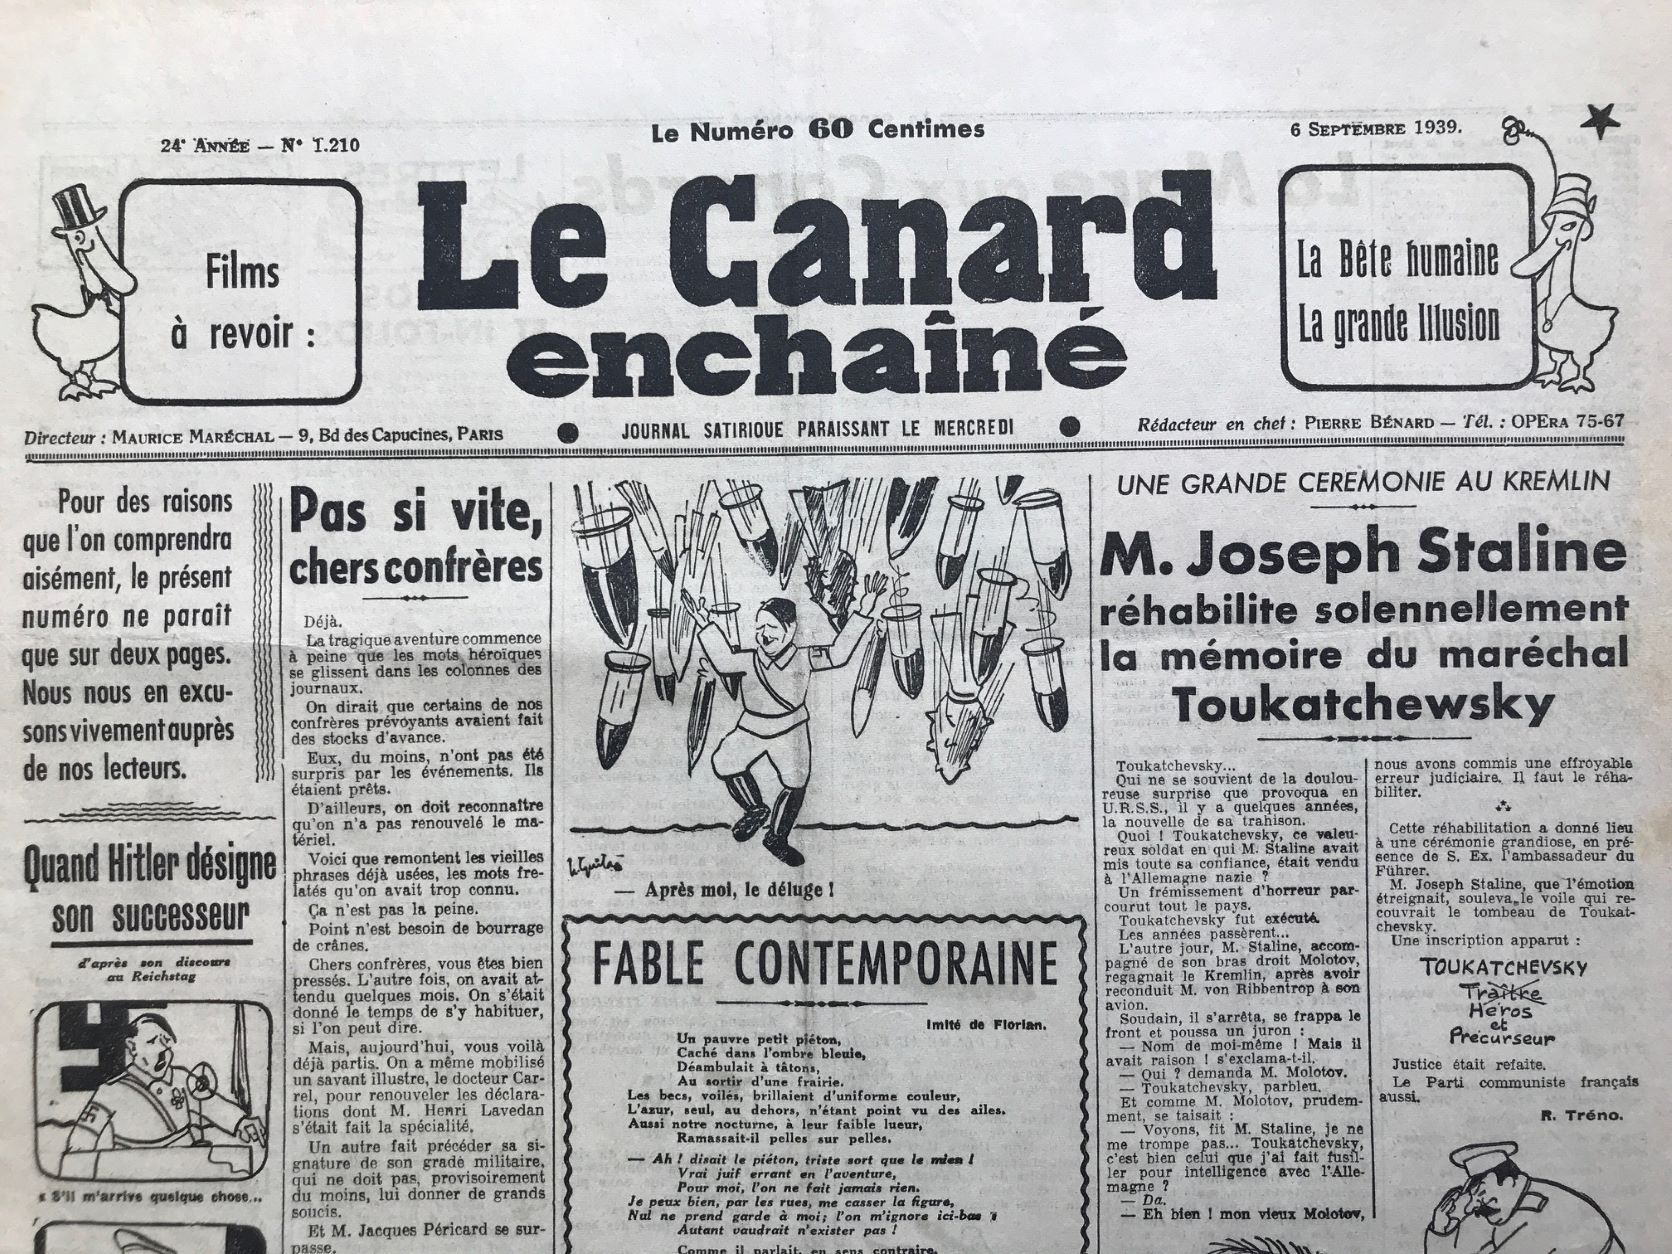 24e ANNÉE — N° 1.210
Le Numéro 60 Centimes
6 SEPTEMBRE 1939.
Films
à revoir :
Le Canard
enchaîné
La Bête humaine
La grande Illusion
Directeur : MAURICE MARÉCHAL — 9, Bd des Capucines, PARIS
JOURNAL SATIRIQUE PARAISSANT LE MERCREDI
Rédacteur en chef : PIERRE BÉNARD — Tél. : OPEra 75-67
Pour des raisons
que l'on comprendra
aisément, le présent
numéro ne paraît
que sur deux pages.
Nous nous en excu-
sons vivement auprès
de nos lecteurs.
Quand Hitler désigne
son successeur
d'après son discours
au Reichstag
« S'il m'arrive quelque chose...
Pas si vite,
chers confrères
Déjà.
La tragique aventure commence
à peine que les mots héroïques
se glissent dans les colonnes des
journaux.
On dirait que certains de nos
confrères prévoyants avaient fait
des stocks d'avance.
Eux, du moins, n'ont pas été
surpris par les événements. Ils
étaient prêts.
D'ailleurs, on doit reconnaître
qu'on n'a pas renouvelé le ma-
tériel.
Voici que remontent les vieilles
phrases déjà usées, les mots fre-
latés qu'on avait trop connu.
Ça n'est pas la peine.
Point n'est besoin de bourrage
de crânes.
Chers confrères, vous êtes bien
pressés. L'autre fois, on avait at-
tendu quelques mois. On s'était
donné le temps de s'y habituer,
si l'on peut dire.
Mais, aujourd'hui, vous voilà
déjà partis. On a même mobilisé
un savant illustre, le docteur Car-
rel, pour renouveler les déclara-
tions dont M. Henri Lavedan
s'était fait la spécialité.
Un autre fait précéder sa si-
gnature de son grade militaire,
qui ne doit pas, provisoirement
du moins, lui donner de grands
soucis.
Et M. Jacques Péricard se sur-
passe.
— Après moi, le déluge !
FABLE CONTEMPORAINE
Imité de Florian.
Un pauvre petit piéton,
Caché dans l'ombre bleuie,
Déambulait à tâtons,
Au sortir d'une frairie.
Les becs, voilés, brillaient d'uniforme couleur,
L'azur, seul, au dehors, n'étant point vu des ailes.
Aussi notre nocturne, à leur faible lueur,
Ramassait-il pelles sur pelles.
— Ah ! disait le piéton, triste sort que le mien !
Vrai juif errant en l'aventure,
Pour moi, l'on ne fait jamais rien.
Je peux bien, par les rues, me casser la figure,
Nul ne prend garde à moi; l'on m'ignore ici-bas !
Autant vaudrait n'exister pas !
Comme il parlait, en sens contraire,
UNE GRANDE CEREMONIE AU KREMLIN
M. Joseph Staline
réhabilite solennellement
la mémoire du maréchal
Toukatchewsky
Toukatchevsky...
Qui ne se souvient de la doulou-
reuse surprise que provoqua en
U.R.S.S., il y a quelques années,
la nouvelle de sa trahison.
Quoi ! Toukatchevsky, ce valeu-
reux soldat en qui M. Staline avait
mis toute sa confiance, était vendu
à l'Allemagne nazie ?
Un frémissement d'horreur par-
courut tout le pays.
Toukatchevsky fut exécuté.
Les années passèrent...
L'autre jour, M. Staline, accom-
pagné de son bras droit Molotov,
regagnait le Kremlin, après avoir
reconduit M. von Ribbentrop à son
avion.
Soudain, il s'arrêta, se frappa le
front et poussa un juron :
— Nom de moi-même ! Mais il
avait raison ! s'exclama-t-il.
— Qui ? demanda M. Molotov.
— Toukatchevsky, parbleu.
Et comme M. Molotov, prudem-
ment, se taisait :
— Voyons, fit M. Staline, je ne
me trompe pas... Toukatchevsky,
c'est bien celui que j'ai fait fusil-
ler pour intelligence avec l'Alle-
magne ?
— Da.
— Eh bien ! mon vieux Molotov,
nous avons commis une effroyable
erreur judiciaire. Il faut le réha-
biliter.
Cette réhabilitation a donné lieu
à une cérémonie grandiose, en pré-
sence de S. Ex. l'ambassadeur du
Führer.
M. Joseph Staline, que l'émotion
étreignait, souleva le voile qui re-
couvrait le tombeau de Toukat-
chevsky.
Une inscription apparut :
TOUKATCHEVSKY
Traître
Héros
et
Précurseur
Justice était refaite.
Le Parti communiste français
aussi.
R. Tréno.